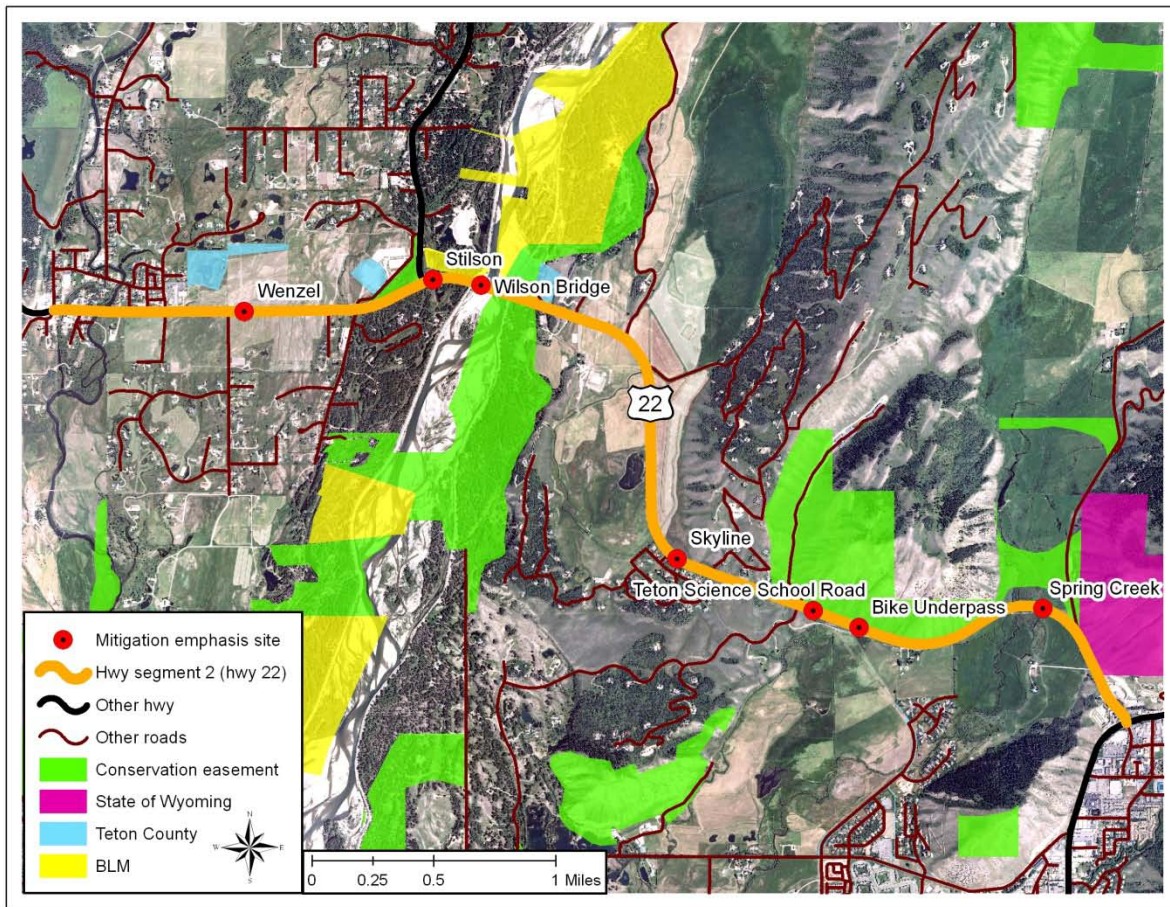 Stilson
Wenzel
Wilson Bridge
22
Skyline
Teton Science School Road
Bike Underpass
Spring Creek
Mitigation emphasis site
Hwy segment 2 (hwy 22)
Other hwy
Other roads
Conservation easement
State of Wyoming
Teton County
BLM
N
W
E
S
0 0.25 0.5 1 Miles